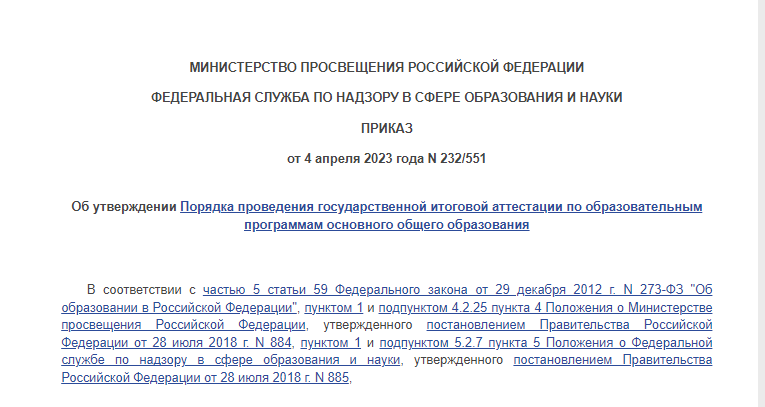 МИНИСТЕРСТВО ПРОСВЕЩЕНИЯ РОССИЙСКОЙ ФЕДЕРАЦИИ
ФЕДЕРАЛЬНАЯ СЛУЖБА ПО НАДЗОРУ В СФЕРЕ ОБРАЗОВАНИЯ И НАУКИ
ПРИКАЗ
от 4 апреля 2023 года N 232/551
Об утверждении Порядка проведения государственной итоговой аттестации по образовательным
программам основного общего образования
В соответствии с частью 5 статьи 59 Федерального закона от 29 декабря 2012 г. N 273-ФЗ "Об
образовании в Российской Федерации", пунктом 1 и подпунктом 4.2.25 пункта 4 Положения о Министерстве
просвещения Российской Федерации, утвержденного постановлением Правительства Российской
Федерации от 28 июля 2018 г. N 884, пунктом 1 и подпунктом 5.2.7 пункта 5 Положения о Федеральной
службе по надзору в сфере образования и науки, утвержденного постановлением Правительства
Российской Федерации от 28 июля 2018 г. N 885,